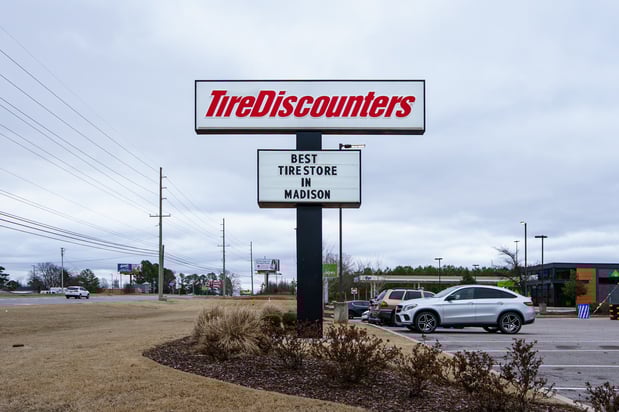 TireDiscounters
BEST
TIRE STORE
IN
MADISON